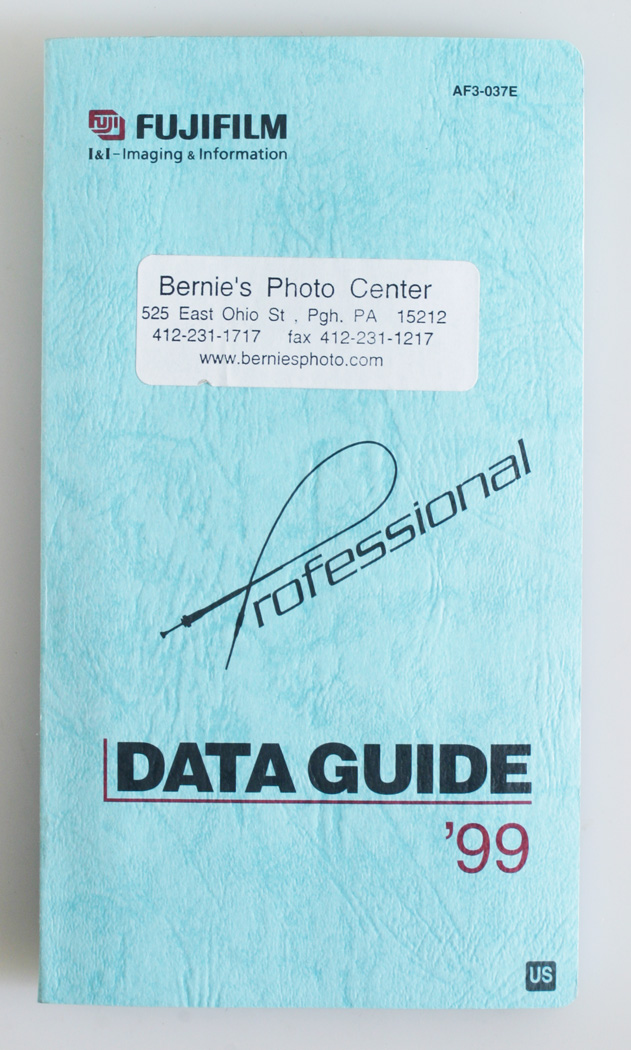 AF3-037E
FUJI FUJIFILM
I&I-Imaging & Information
Bernie's Photo Center
525 East Ohio St , Pgh. PA 15212
412-231-1717 fax 412-231-1217
www.berniesphoto.com
Professional
DATA GUIDE
'99
US